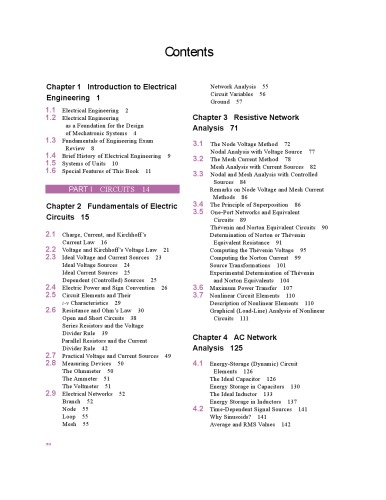 Contents
Chapter 1 Introduction to Electrical
Engineering 1
1.1 Electrical Engineering 2
1.2 Electrical Engineering
as a Foundation for the Design
of Mechatronic Systems 4
1.3 Fundamentals of Engineering Exam
Review 8
1.4 Brief History of Electrical Engineering 9
1.5 Systems of Units 10
1.6 Special Features of This Book 11
PART I CIRCUITS 14
Chapter 2 Fundamentals of Electric
Circuits 15
2.1 Charge, Current, and Kirchhoff's
Current Law 16
2.2 Voltage and Kirchhoff's Voltage Law 21
2.3 Ideal Voltage and Current Sources 23
Ideal Voltage Sources 24
Ideal Current Sources 25
Dependent (Controlled) Sources 25
2.4 Electric Power and Sign Convention 26
2.5 Circuit Elements and Their
i-v Characteristics 29
2.6 Resistance and Ohm's Law 30
Open and Short Circuits 38
Series Resistors and the Voltage
Divider Rule 39
Parallel Resistors and the Current
Divider Rule 42
2.7 Practical Voltage and Current Sources 49
2.8 Measuring Devices 50
The Ohmmeter 50
The Ammeter 51
The Voltmeter 51
2.9 Electrical Networks 52
Branch 52
Node 55
Loop 55
Mesh 55
Network Analysis 55
Circuit Variables 56
Ground 57
Chapter 3 Resistive Network
Analysis 71
3.1 The Node Voltage Method 72
Nodal Analysis with Voltage Source 77
3.2 The Mesh Current Method 78
Mesh Analysis with Current Sources 82
3.3 Nodal and Mesh Analysis with Controlled
Sources 84
Remarks on Node Voltage and Mesh Current
Methods 86
3.4 The Principle of Superposition 86
3.5 One-Port Networks and Equivalent
Circuits 89
Thévenin and Norton Equivalent Circuits 90
Determination of Norton or Thévenin
Equivalent Resistance 91
Computing the Thévenin Voltage 95
Computing the Norton Current 99
Source Transformations 101
Experimental Determination of Thévenin
and Norton Equivalents 104
3.6 Maximum Power Transfer 107
3.7 Nonlinear Circuit Elements 110
Description of Nonlinear Elements 110
Graphical (Load-Line) Analysis of Nonlinear
Circuits 111
Chapter 4 AC Network
Analysis 125
4.1 Energy-Storage (Dynamic) Circuit
Elements 126
The Ideal Capacitor 126
Energy Storage in Capacitors 130
The Ideal Inductor 133
Energy Storage in Inductors 137
4.2 Time-Dependent Signal Sources 141
Why Sinusoids? 141
Average and RMS Values 142